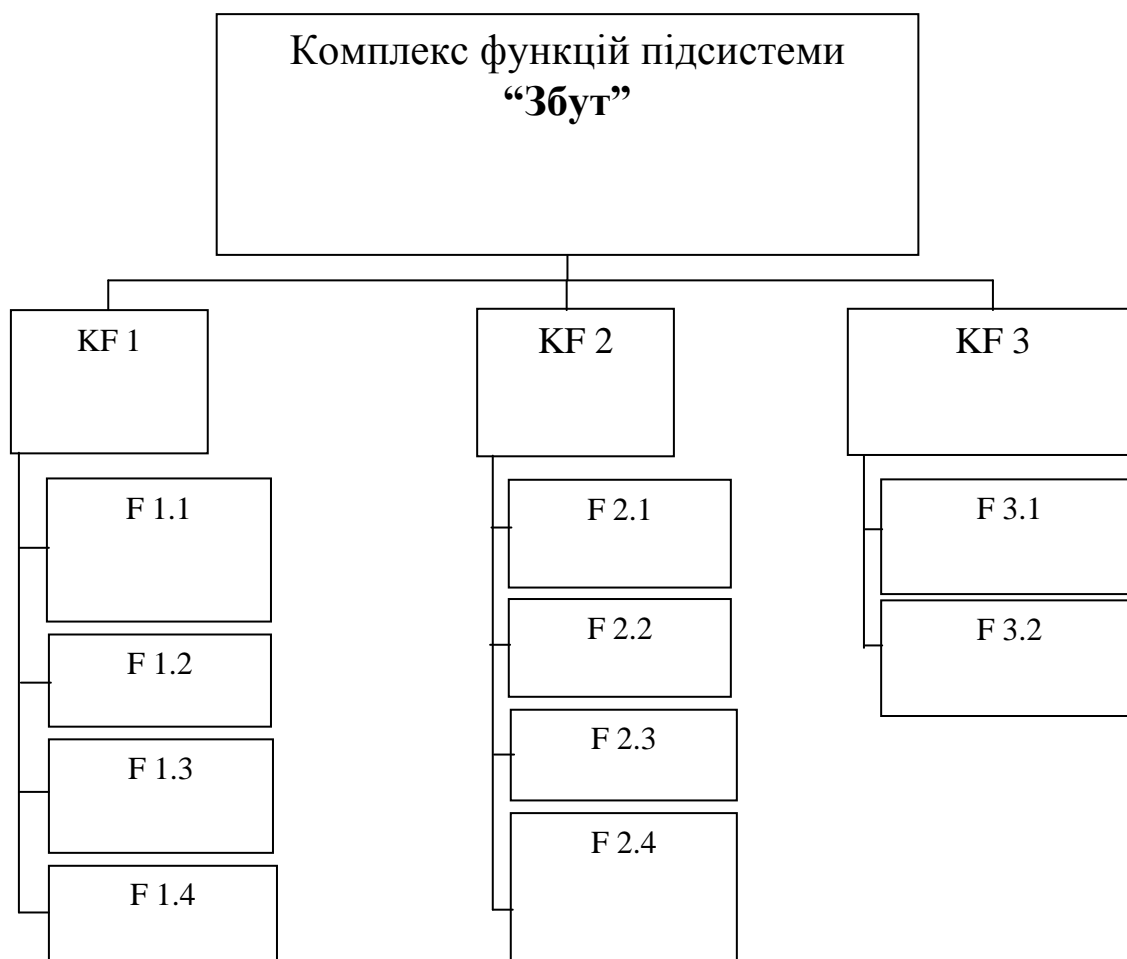 Комплекс функцій підсистеми
“Збут”
KF 1
KF 2
KF 3
F 1.1
F 1.2
F 1.3
F 1.4
F 2.1
F 2.2
F 2.3
F 2.4
F 3.1
F 3.2